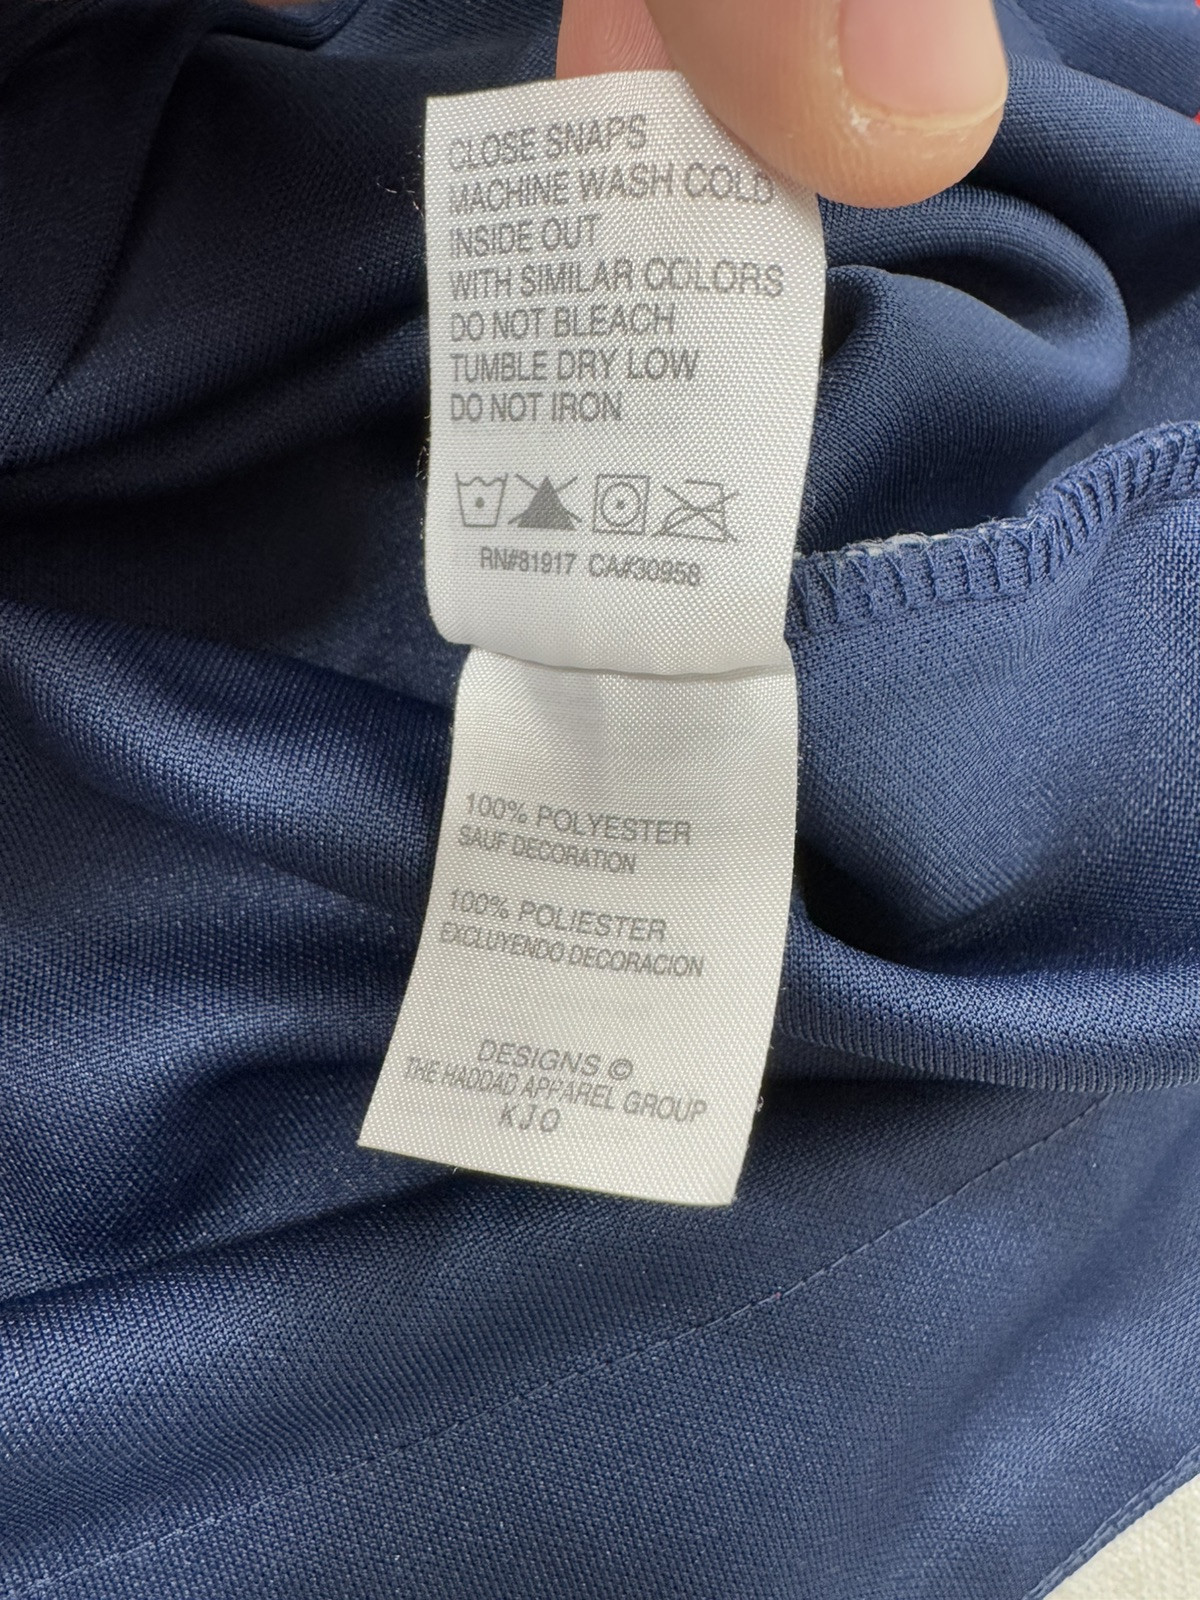 CLOSE SNAPS
MACHINE WASH COLD
INSIDE OUT
WITH SIMILAR COLORS
DO NOT BLEACH
TUMBLE DRY LOW
DO NOT IRON
RN#81917 CA#30958
100% POLYESTER
SAUF DECORATION
100% POLIESTER
EXCLUYENDO DECORACION
DESIGNS ©
THE HADDAD APPAREL GROUP
KJO